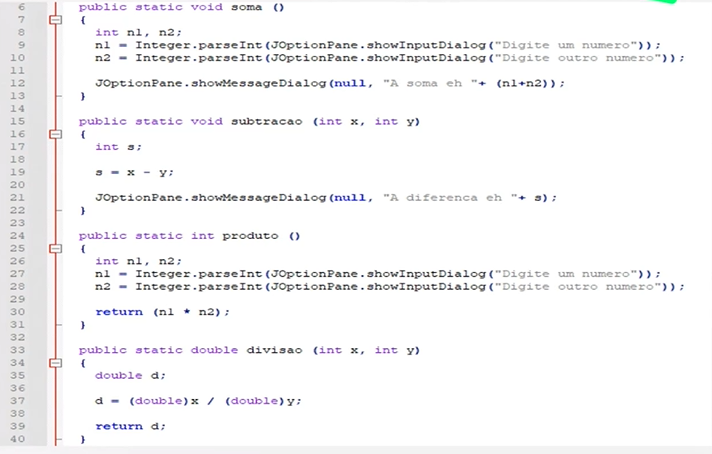 6 public static void soma ()
7 {
8 int n1, n2;
9 n1 = Integer.parseInt(JOptionPane.showInputDialog("Digite um numero"));
10 n2 = Integer.parseInt(JOptionPane.showInputDialog("Digite outro numero"));
11
12 JOptionPane.showMessageDialog(null, "A soma eh "+ (n1+n2));
13 }
14
15 public static void subtracao (int x, int y)
16 {
17 int s;
18
19 s = x - y;
20
21 JOptionPane.showMessageDialog(null, "A diferenca eh "+ s);
22 }
23
24 public static int produto ()
25 {
26 int n1, n2;
27 n1 = Integer.parseInt(JOptionPane.showInputDialog("Digite um numero"));
28 n2 = Integer.parseInt(JOptionPane.showInputDialog("Digite outro numero"));
29
30 return (n1 * n2);
31 }
32
33 public static double divisao (int x, int y)
34 {
35 double d;
36
37 d = (double)x / (double)y;
38
39 return d;
40 }